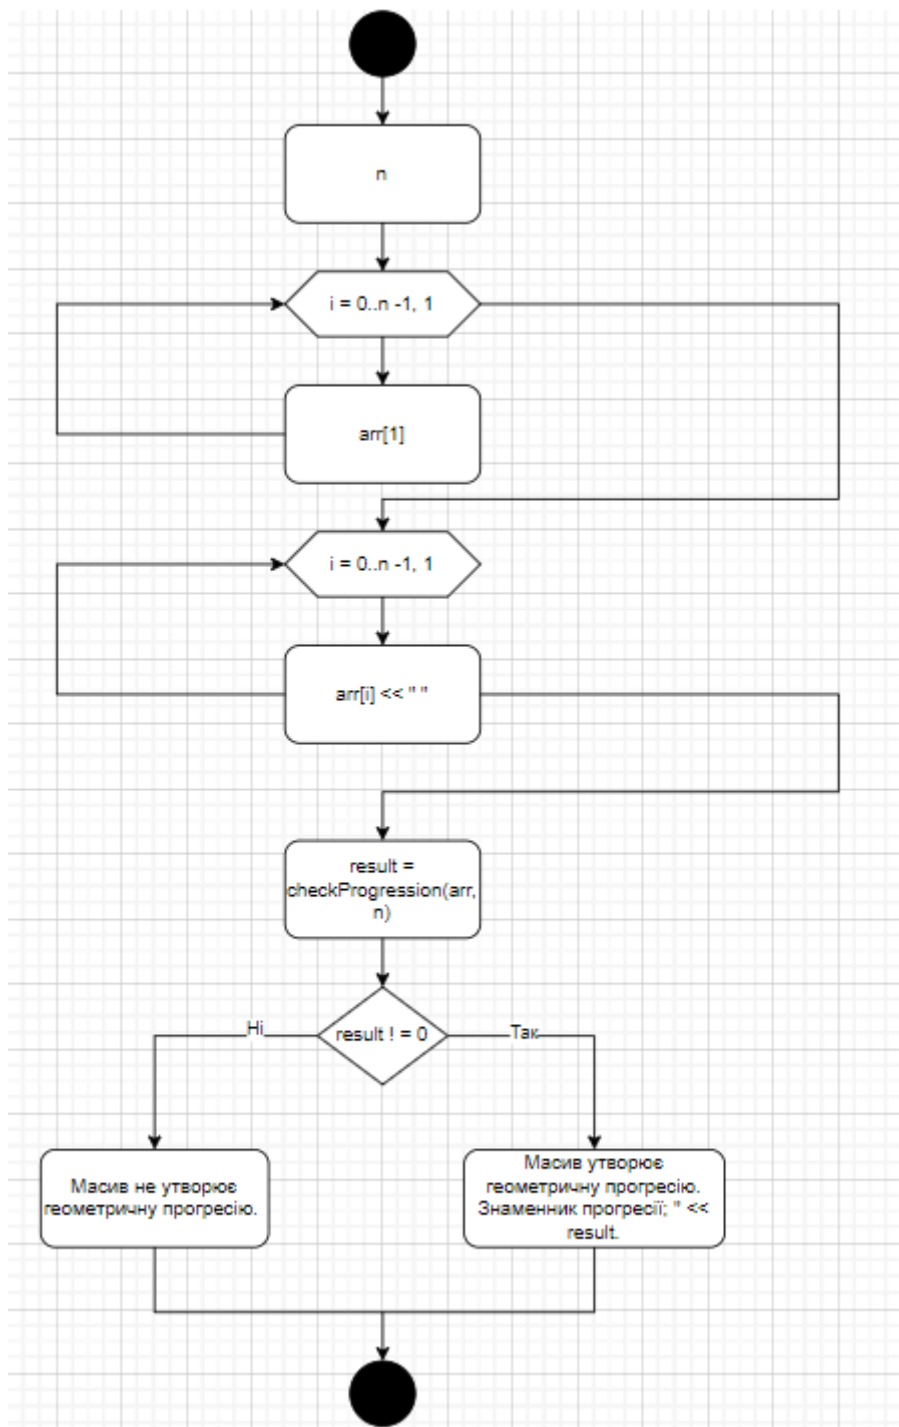 n
i = 0..n -1, 1
arr[1]
i = 0..n -1, 1
arr[i] << " "
result =
checkProgression(arr,
n)
Ні
result ! = 0
Так
Масив не утворює
геометричну прогресію.
Масив утворює
геометричну прогресію.
Знаменник прогресії; " <<
result.